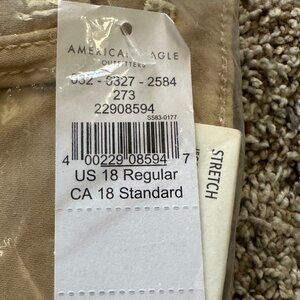 AMERICAN EAGLE
OUTFITTERS
032 - 5327 - 2584
273
22908594
S583-0177
4 00229 08594 7
US 18 Regular
CA 18 Standard
STRETCH